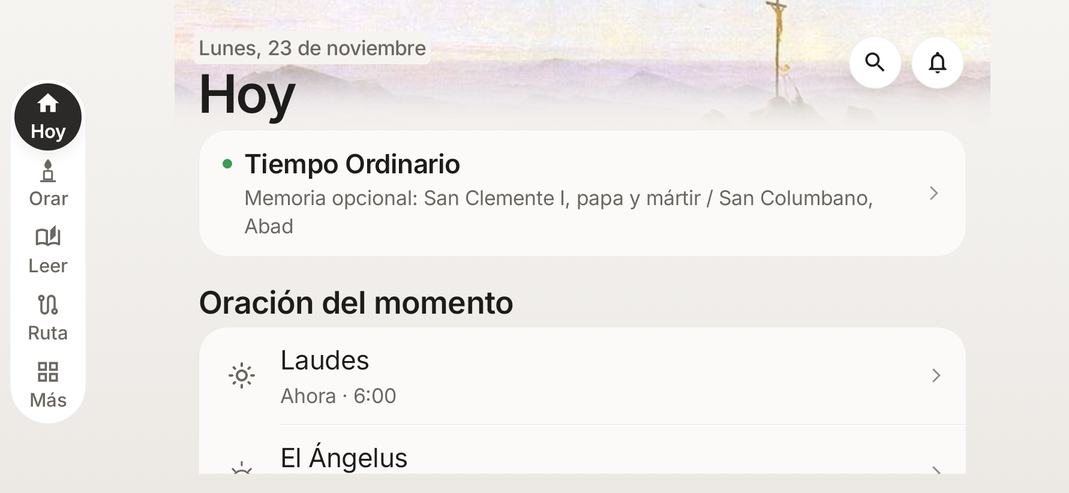 Lunes, 23 de noviembre
Hoy
Hoy
Orar
Leer
Ruta
Más
Tiempo Ordinario
Memoria opcional: San Clemente I, papa y mártir / San Columbano,
Abad
Oración del momento
Laudes
Ahora · 6:00
El Ángelus